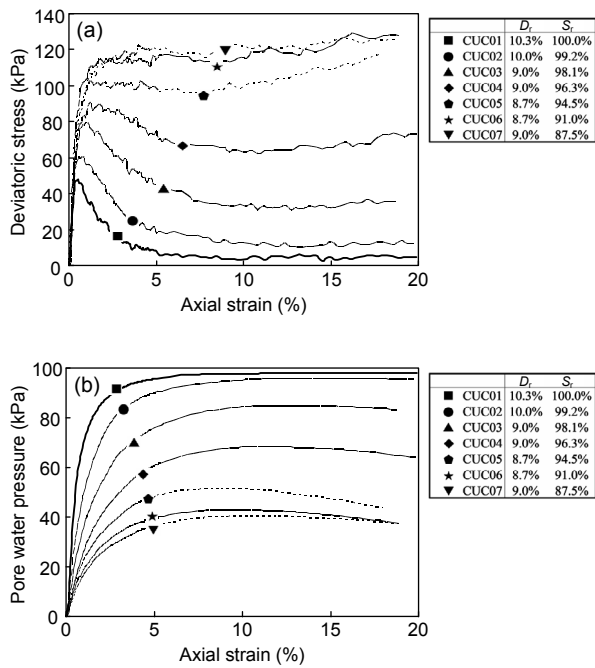 (a)
Deviatoric stress (kPa)
140
120
100
80
60
40
20
0
0 5 10 15 20
Axial strain (%)
Dr Sr
CUC01 10.3% 100.0%
CUC02 10.0% 99.2%
CUC03 9.0% 98.1%
CUC04 9.0% 96.3%
CUC05 8.7% 94.5%
CUC06 8.7% 91.0%
CUC07 9.0% 87.5%
(b)
Pore water pressure (kPa)
100
80
60
40
20
0
0 5 10 15 20
Axial strain (%)
Dr Sr
CUC01 10.3% 100.0%
CUC02 10.0% 99.2%
CUC03 9.0% 98.1%
CUC04 9.0% 96.3%
CUC05 8.7% 94.5%
CUC06 8.7% 91.0%
CUC07 9.0% 87.5%